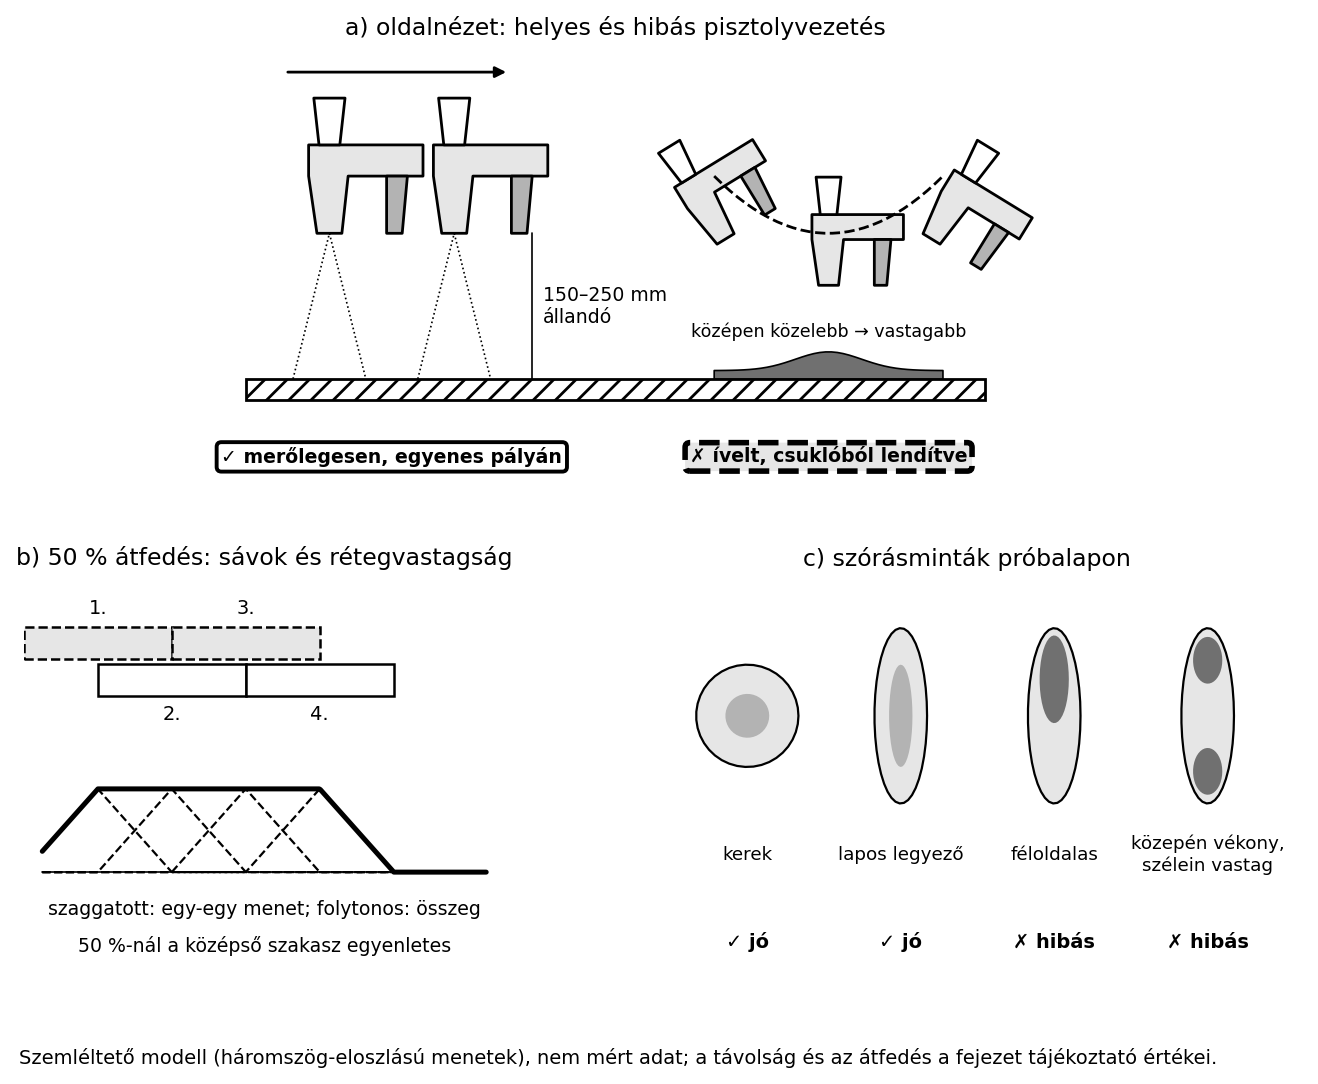 a) oldalnézet: helyes és hibás pisztolyvezetés
150–250 mm
állandó
középen közelebb → vastagabb
✓ merőlegesen, egyenes pályán
✗ ívelt, csuklóból lendítve
b) 50 % átfedés: sávok és rétegvastagság
1.
3.
2.
4.
szaggatott: egy-egy menet; folytonos: összeg
50 %-nál a középső szakasz egyenletes
c) szórásminták próbalapon
kerek
lapos legyező
féloldalas
közepén vékony,
szélein vastag
✓ jó
✓ jó
✗ hibás
✗ hibás
Szemléltető modell (háromszög-eloszlású menetek), nem mért adat; a távolság és az átfedés a fejezet tájékoztató értékei.